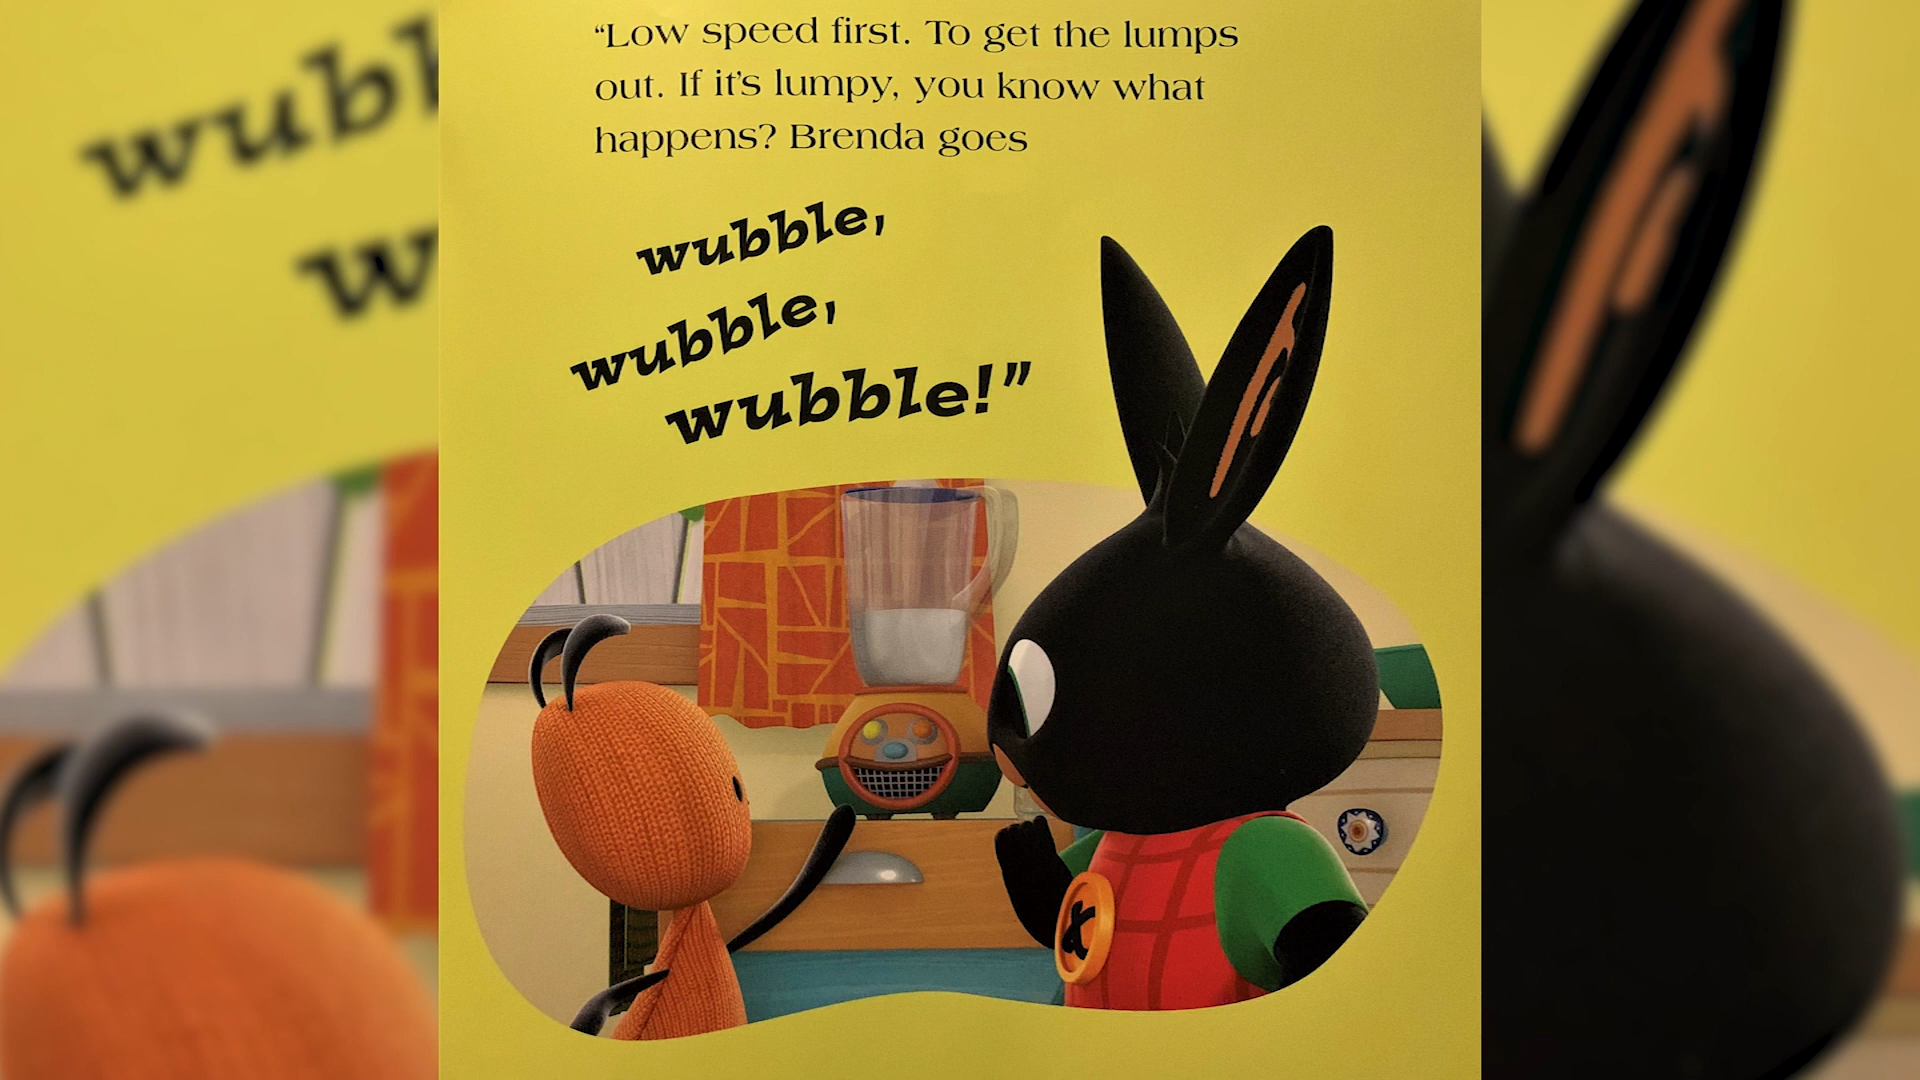 “Low speed first. To get the lumps
out. If it’s lumpy, you know what
happens? Brenda goes
wubble,
wubble,
wubble!”